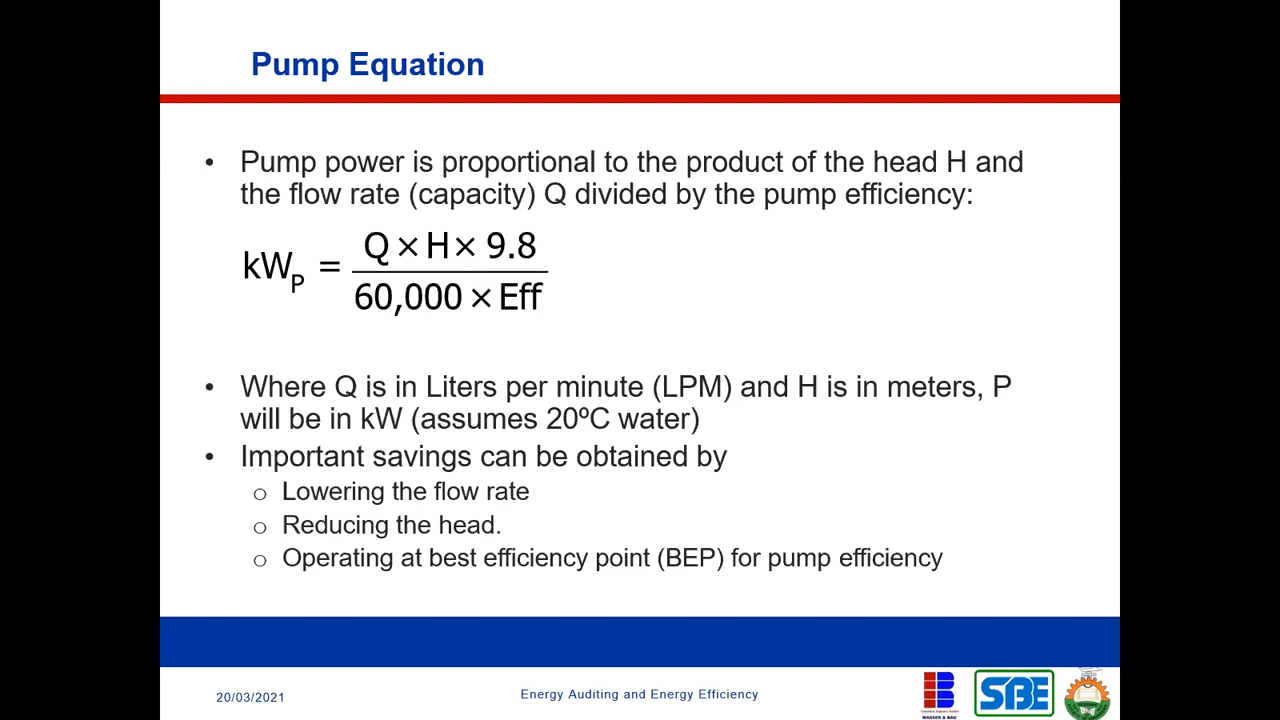 Pump Equation
• Pump power is proportional to the product of the head H and
the flow rate (capacity) Q divided by the pump efficiency:
kWP = Q × H × 9.8
60,000 × Eff
• Where Q is in Liters per minute (LPM) and H is in meters, P
will be in kW (assumes 20ºC water)
• Important savings can be obtained by
o Lowering the flow rate
o Reducing the head.
o Operating at best efficiency point (BEP) for pump efficiency
20/03/2021
Energy Auditing and Energy Efficiency
WASSER & BAU
SBE